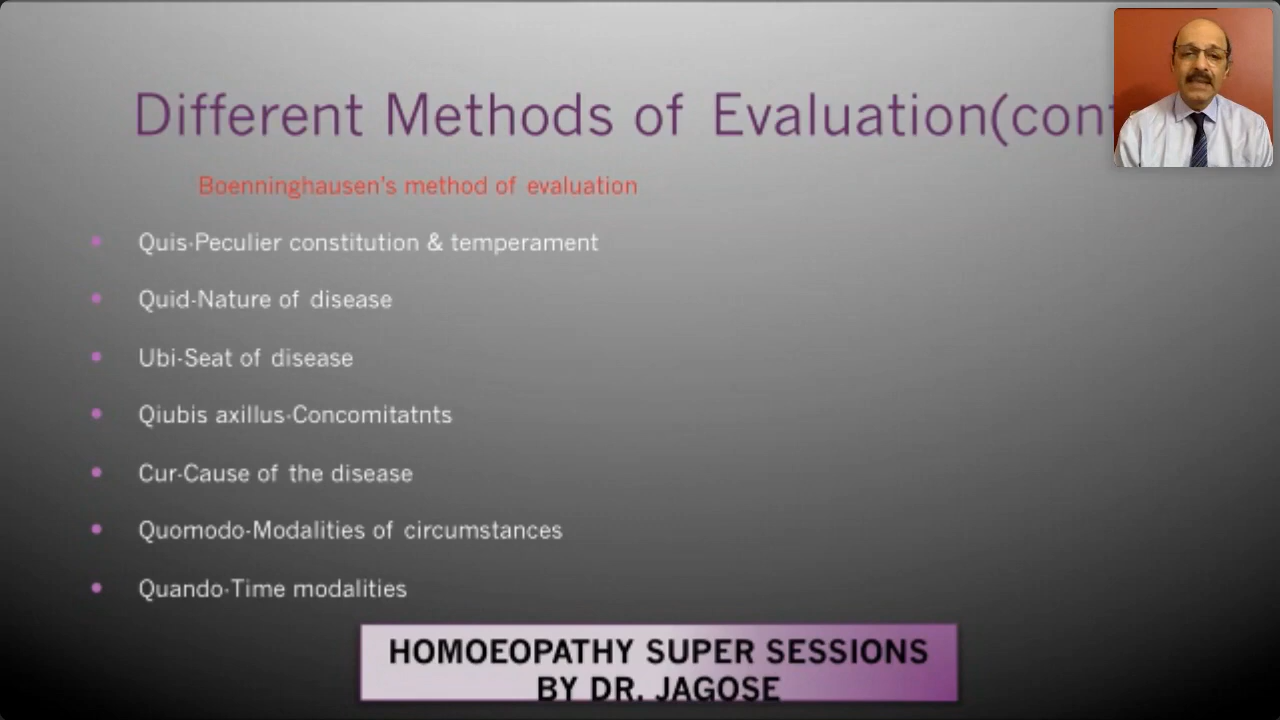 Different Methods of Evaluation(con
Boenninghausen's method of evaluation
• Quis-Peculier constitution & temperament
• Quid-Nature of disease
• Ubi-Seat of disease
• Qiubis axillus-Concomitatnts
• Cur-Cause of the disease
• Quomodo-Modalities of circumstances
• Quando-Time modalities
HOMOEOPATHY SUPER SESSIONS
BY DR. JAGOSE